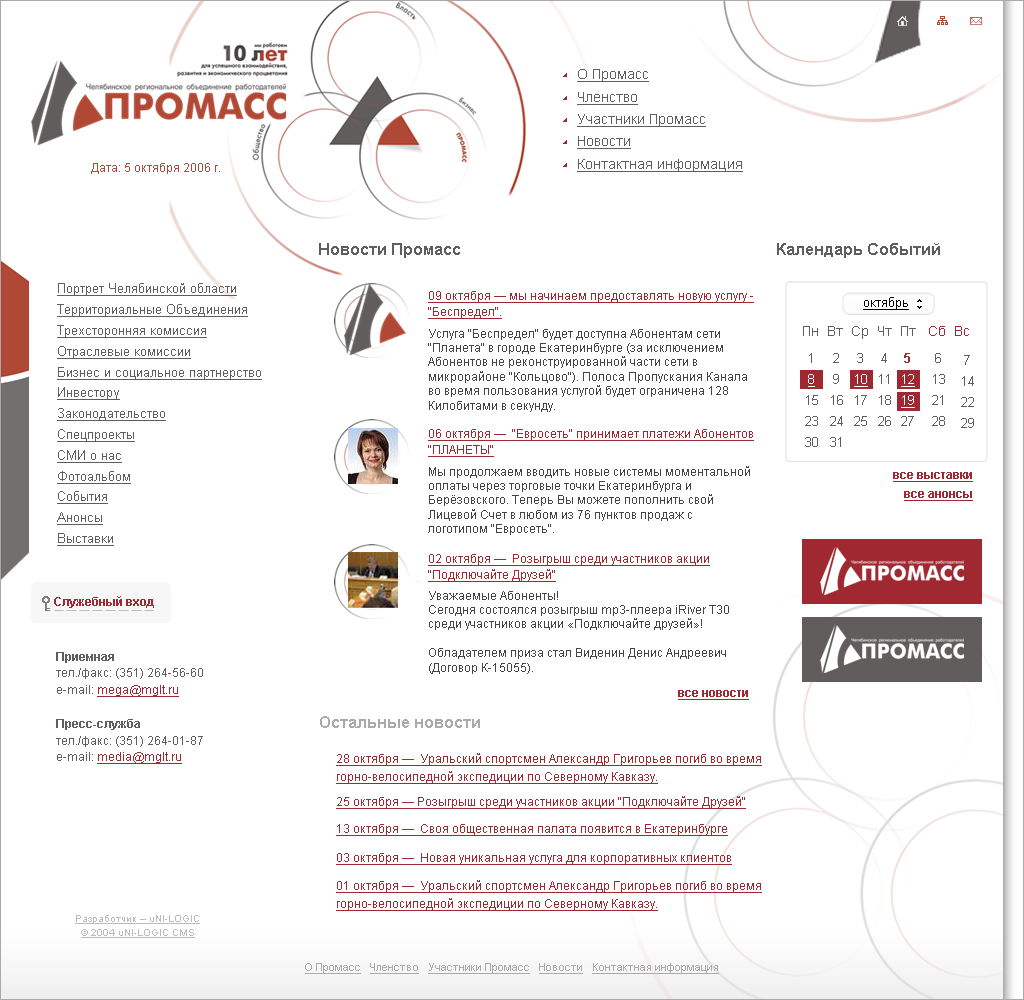 мы работаем
10 лет
для успешного взаимодействия,
развития и экономического процветания
Челябинское региональное объединение работодателей
ПРОМАСС
Дата: 5 октября 2006 г.
Власть
Бизнес
Общество
ПРОМАСС
О Промасс
Членство
Участники Промасс
Новости
Контактная информация
Портрет Челябинской области
Территориальные Объединения
Трехсторонняя комиссия
Отраслевые комиссии
Бизнес и социальное партнерство
Инвестору
Законодательство
Спецпроекты
СМИ о нас
Фотоальбом
События
Анонсы
Выставки
Служебный вход
Приемная
тел./факс: (351) 264-56-60
e-mail: mega@mglt.ru
Пресс-служба
тел./факс: (351) 264-01-87
e-mail: media@mglt.ru
Новости Промасс
09 октября — мы начинаем предоставлять новую услугу -
"Беспредел".
Услуга "Беспредел" будет доступна Абонентам сети
"Планета" в городе Екатеринбурге (за исключением
Абонентов не реконструированной части сети в
микрорайоне "Кольцово"). Полоса Пропускания Канала
во время пользования услугой будет ограничена 128
Килобитами в секунду.
06 октября — "Евросеть" принимает платежи Абонентов
"ПЛАНЕТЫ"
Мы продолжаем вводить новые системы моментальной
оплаты через торговые точки Екатеринбурга и
Берёзовского. Теперь Вы можете пополнить свой
Лицевой Счет в любом из 76 пунктов продаж с
логотипом "Евросеть".
02 октября — Розыгрыш среди участников акции
"Подключайте Друзей"
Уважаемые Абоненты!
Сегодня состоялся розыгрыш mp3-плеера iRiver T30
среди участников акции «Подключайте друзей»!
Обладателем приза стал Виденин Денис Андреевич
(Договор К-15055).
все новости
Остальные новости
28 октября — Уральский спортсмен Александр Григорьев погиб во время
горно-велосипедной экспедиции по Северному Кавказу.
25 октября — Розыгрыш среди участников акции "Подключайте Друзей"
13 октября — Своя общественная палата появится в Екатеринбурге
03 октября — Новая уникальная услуга для корпоративных клиентов
01 октября — Уральский спортсмен Александр Григорьев погиб во время
горно-велосипедной экспедиции по Северному Кавказу.
Календарь Событий
октябрь
Пн Вт Ср Чт Пт Сб Вс
1 2 3 4 5 6 7
8 9 10 11 12 13 14
15 16 17 18 19 21 22
23 24 25 26 27 28 29
30 31
все выставки
все анонсы
Челябинское региональное объединение работодателей
ПРОМАСС
Челябинское региональное объединение работодателей
ПРОМАСС
Разработчик — uNI-LOGIC
© 2004 uNI-LOGIC CMS
О Промасс Членство Участники Промасс Новости Контактная информация